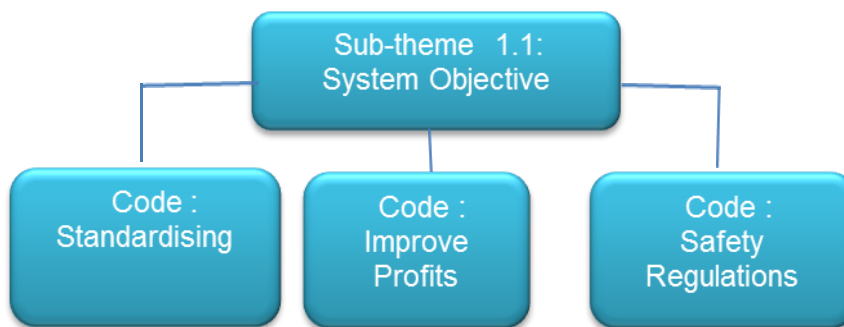 Sub-theme 1.1:
System Objective
Code :
Standardising
Code :
Improve
Profits
Code :
Safety
Regulations